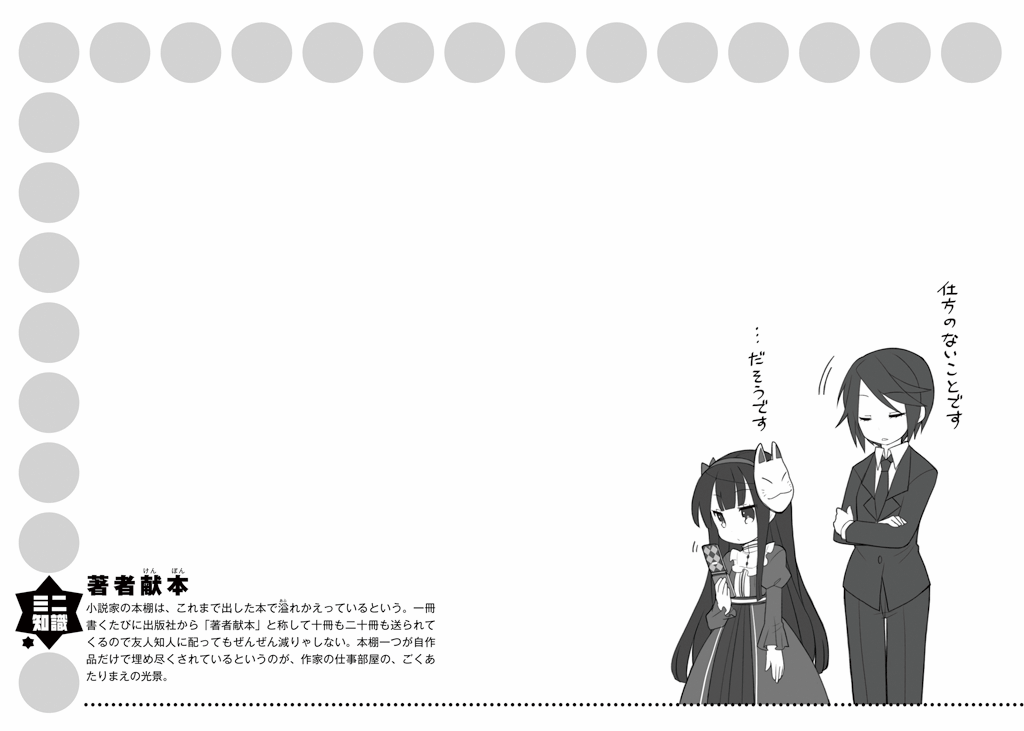 仕方のないことです
…だそうです
ミニ
知識
著者献本
けん ぽん
小説家の本棚は、これまで出した本で溢れかえっているという。一冊
あふ
書くたびに出版社から「著者献本」と称して十冊も二十冊も送られて
くるので友人知人に配ってもぜんぜん減りゃしない。本棚一つが自作
品だけで埋め尽くされているというのが、作家の仕事部屋の、ごくあ
たりまえの光景。